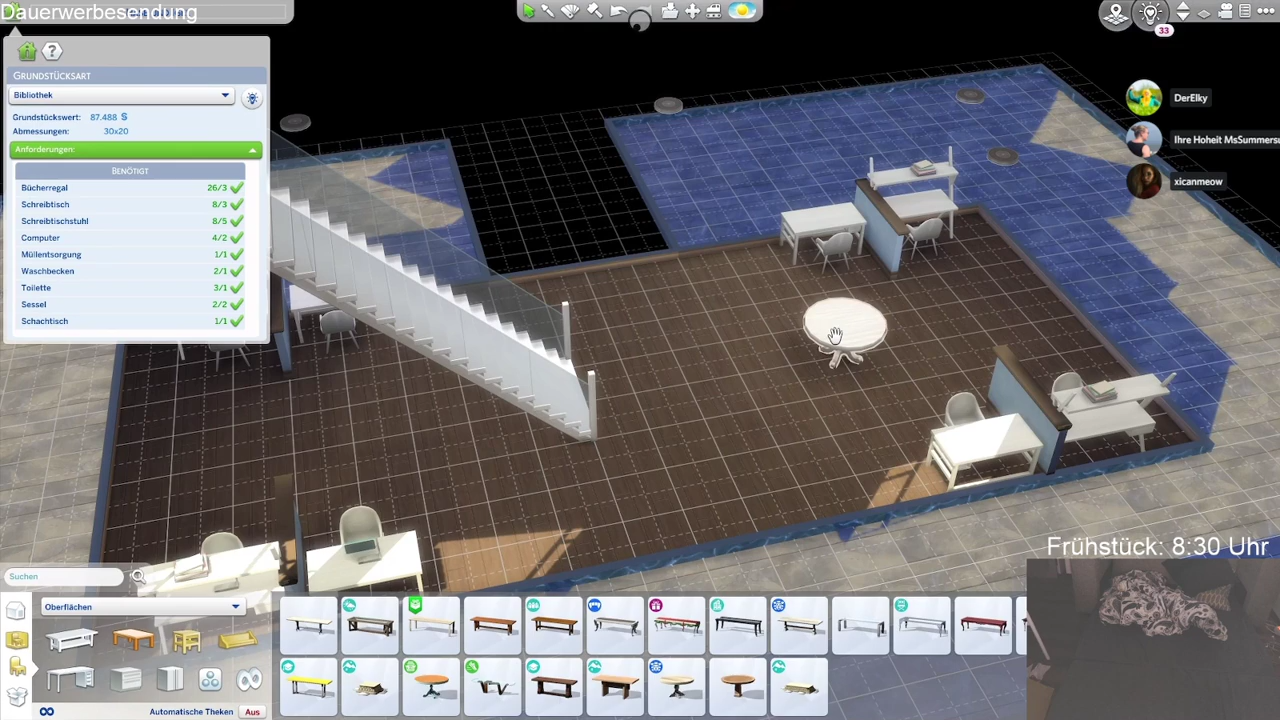 Dauerwerbesendung
33
GRUNDSTÜCKSART
Bibliothek
Grundstückswert: 87.488 $
Abmessungen: 30x20
Anforderungen:
BENÖTIGT
Bücherregal 26/3
Schreibtisch 8/3
Schreibtischstuhl 8/5
Computer 4/2
Müllentsorgung 1/1
Waschbecken 2/1
Toilette 3/1
Sessel 2/2
Schachtisch 1/1
DerElky
Ihre Hoheit MsSummersu
xicanmeow
Frühstück: 8:30 Uhr
Suchen
Oberflächen
Automatische Theken Aus